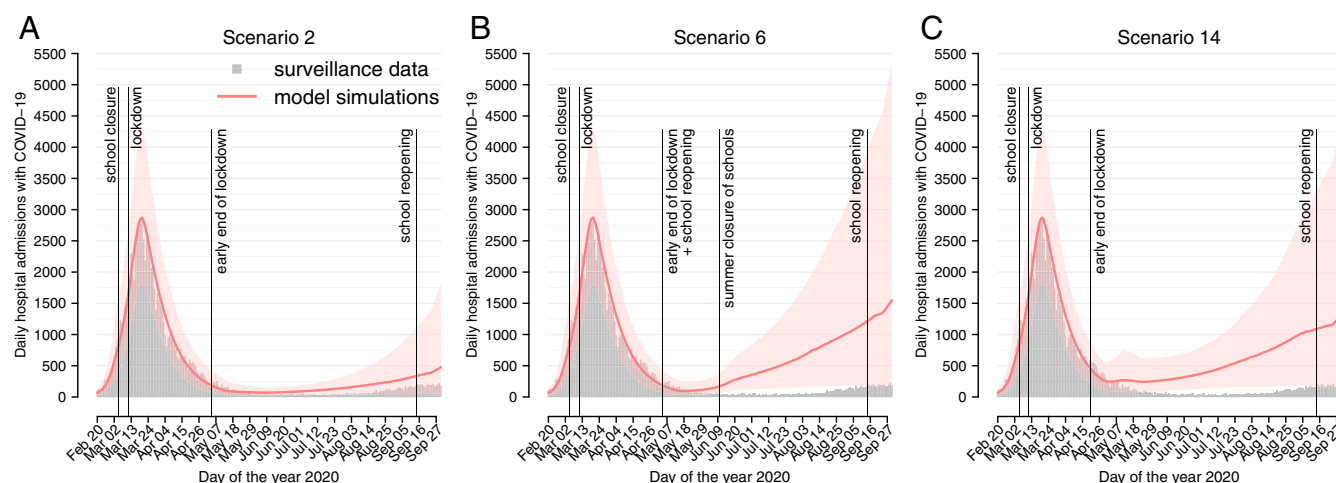 A
Scenario 2
Daily hospital admissions with COVID−19
5500
5000
4500
4000
3500
3000
2500
2000
1500
1000
500
0
surveillance data
model simulations
school closure
lockdown
early end of lockdown
school reopening
Feb 20
Mar 02
Mar 13
Mar 24
Apr 04
Apr 15
Apr 26
May 07
May 18
May 29
Jun 09
Jun 20
Jul 01
Jul 12
Jul 23
Aug 03
Aug 14
Aug 25
Sep 05
Sep 16
Sep 27
Day of the year 2020
B
Scenario 6
Daily hospital admissions with COVID−19
5500
5000
4500
4000
3500
3000
2500
2000
1500
1000
500
0
school closure
lockdown
early end of lockdown
+ school reopening
summer closure of schools
school reopening
Feb 20
Mar 02
Mar 13
Mar 24
Apr 04
Apr 15
Apr 26
May 07
May 18
May 29
Jun 09
Jun 20
Jul 01
Jul 12
Jul 23
Aug 03
Aug 14
Aug 25
Sep 05
Sep 16
Sep 27
Day of the year 2020
C
Scenario 14
Daily hospital admissions with COVID−19
5500
5000
4500
4000
3500
3000
2500
2000
1500
1000
500
0
school closure
lockdown
early end of lockdown
school reopening
Feb 20
Mar 02
Mar 13
Mar 24
Apr 04
Apr 15
Apr 26
May 07
May 18
May 29
Jun 09
Jun 20
Jul 01
Jul 12
Jul 23
Aug 03
Aug 14
Aug 25
Sep 05
Sep 16
Sep 27
Day of the year 2020